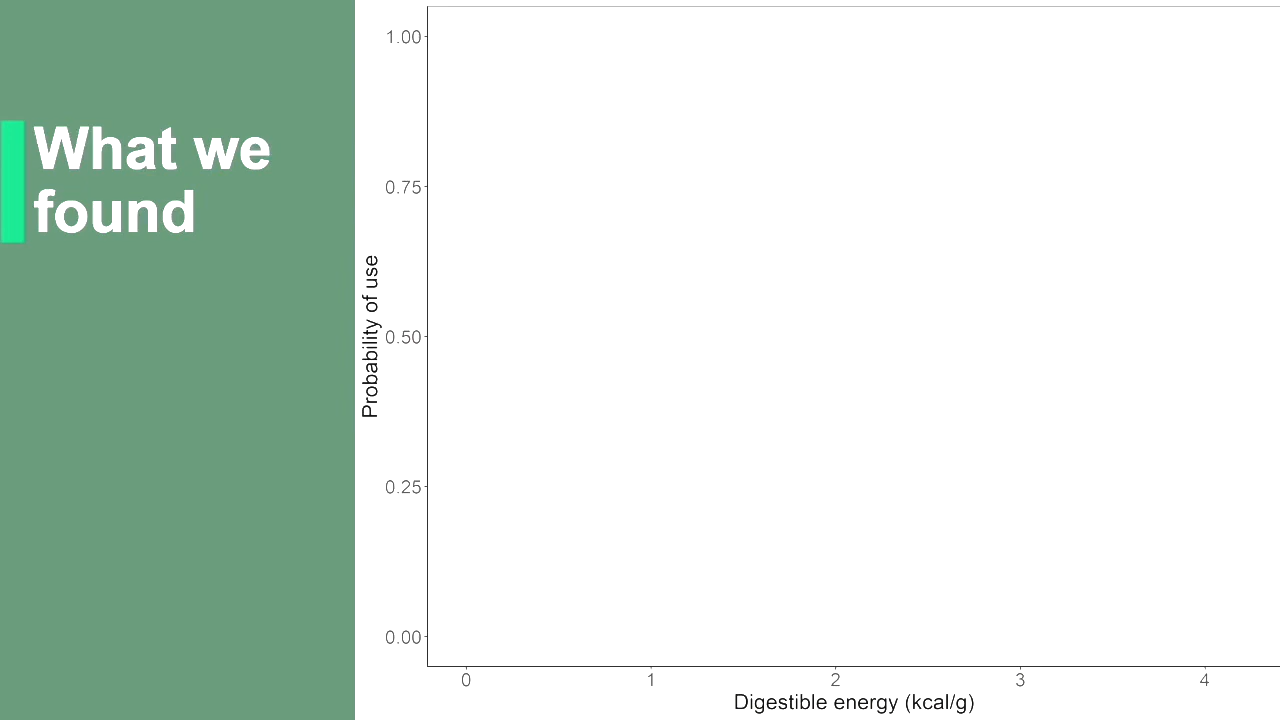 What we
found
1.00
0.75
0.50
0.25
0.00
Probability of use
0 1 2 3 4
Digestible energy (kcal/g)